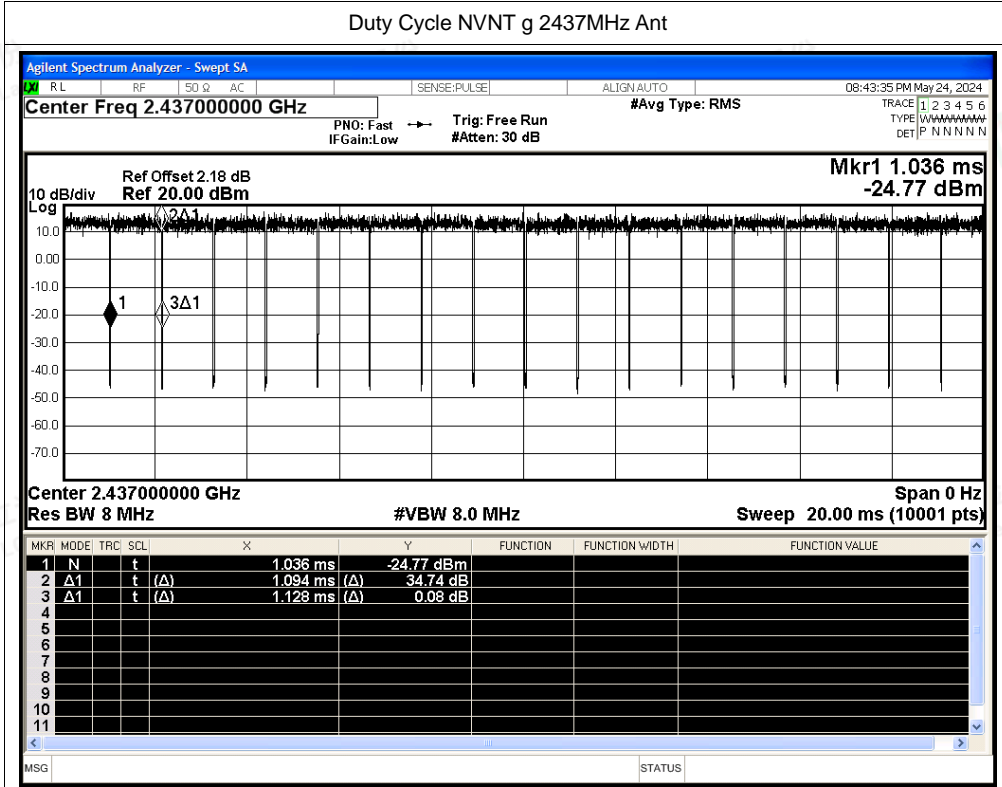 Duty Cycle NVNT g 2437MHz Ant
Agilent Spectrum Analyzer - Swept SA
LXI RL RF 50 Ω AC SENSE:PULSE ALIGN AUTO 08:43:35 PM May 24, 2024
Center Freq 2.437000000 GHz #Avg Type: RMS TRACE 1 2 3 4 5 6
PNO: Fast Trig: Free Run TYPE WWWWWW
IFGain:Low #Atten: 30 dB DET P N N N N N
Mkr1 1.036 ms
Ref Offset 2.18 dB
10 dB/div Ref 20.00 dBm -24.77 dBm
Log
2Δ1
10.0
0.00
-10.0
1 3Δ1
-20.0
-30.0
-40.0
-50.0
-60.0
-70.0
Center 2.437000000 GHz Span 0 Hz
Res BW 8 MHz #VBW 8.0 MHz Sweep 20.00 ms (10001 pts)
MKR MODE TRC SCL X Y FUNCTION FUNCTION WIDTH FUNCTION VALUE
1 N t 1.036 ms -24.77 dBm
2 Δ1 t (Δ) 1.094 ms (Δ) 34.74 dB
3 Δ1 t (Δ) 1.128 ms (Δ) 0.08 dB
4
5
6
7
8
9
10
11
MSG STATUS